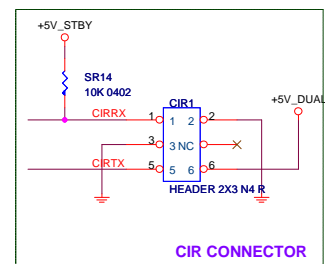 +5V_STBY
SR14
10K 0402
CIR1
+5V_DUAL
CIRRX
1 1 2 2
3 3 NC
CIRTX
5 5 6 6
HEADER 2X3 N4 R
CIR CONNECTOR